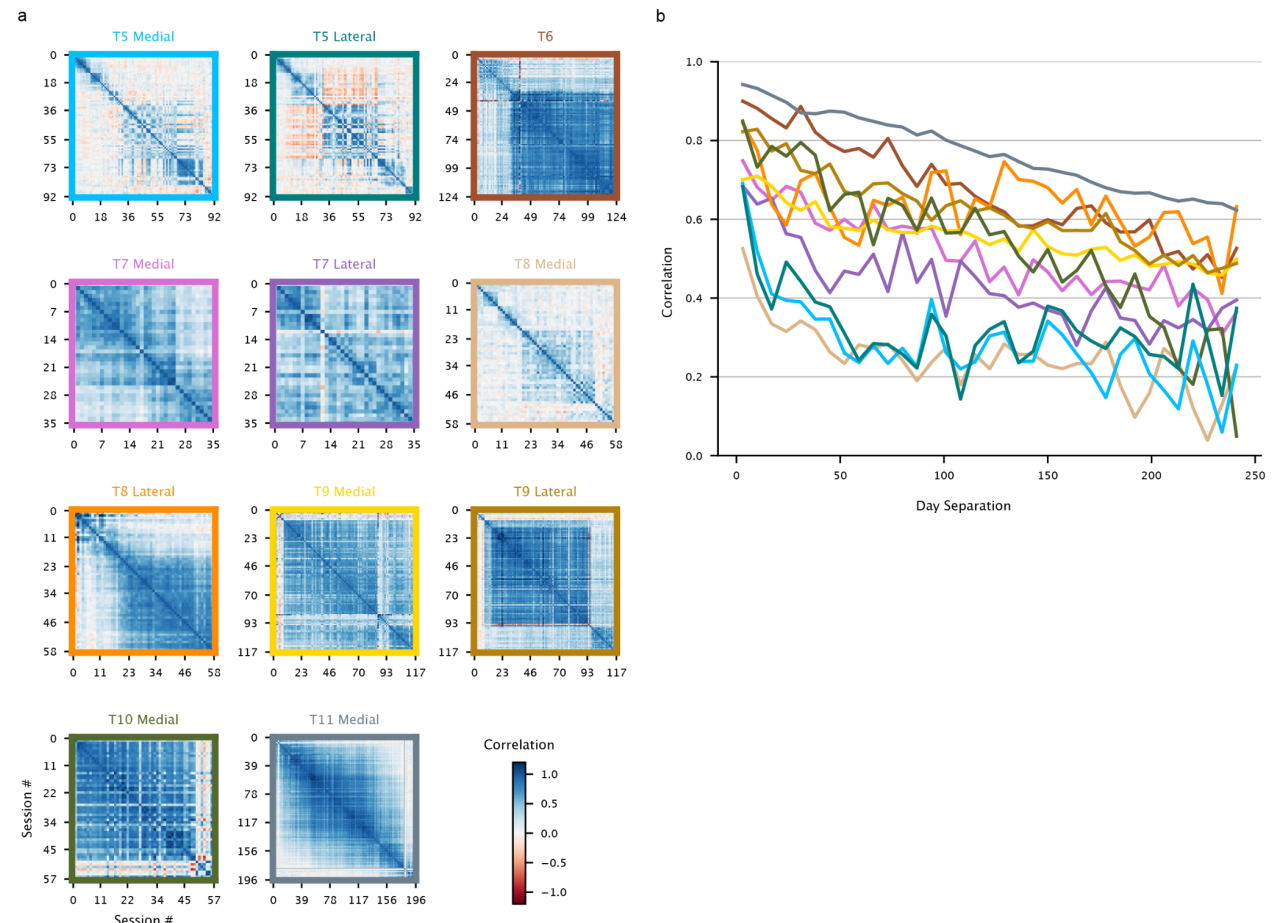 a
b
T5 Medial
T5 Lateral
T6
0
18
36
55
73
92
0 18 36 55 73 92
0
18
36
55
73
92
0 18 36 55 73 92
0
24
49
74
99
124
0 24 49 74 99 124
T7 Medial
T7 Lateral
T8 Medial
0
7
14
21
28
35
0 7 14 21 28 35
0
7
14
21
28
35
0 7 14 21 28 35
0
11
23
34
46
58
0 11 23 34 46 58
T8 Lateral
T9 Medial
T9 Lateral
0
11
23
34
46
58
0 11 23 34 46 58
0
23
46
70
93
117
0 23 46 70 93 117
0
23
46
70
93
117
0 23 46 70 93 117
T10 Medial
T11 Medial
Session #
0
11
22
34
45
57
0 11 22 34 45 57
Session #
0
39
78
117
156
196
0 39 78 117 156 196
Correlation
1.0
0.5
0.0
−0.5
−1.0
Correlation
1.0
0.8
0.6
0.4
0.2
0.0
0 50 100 150 200 250
Day Separation